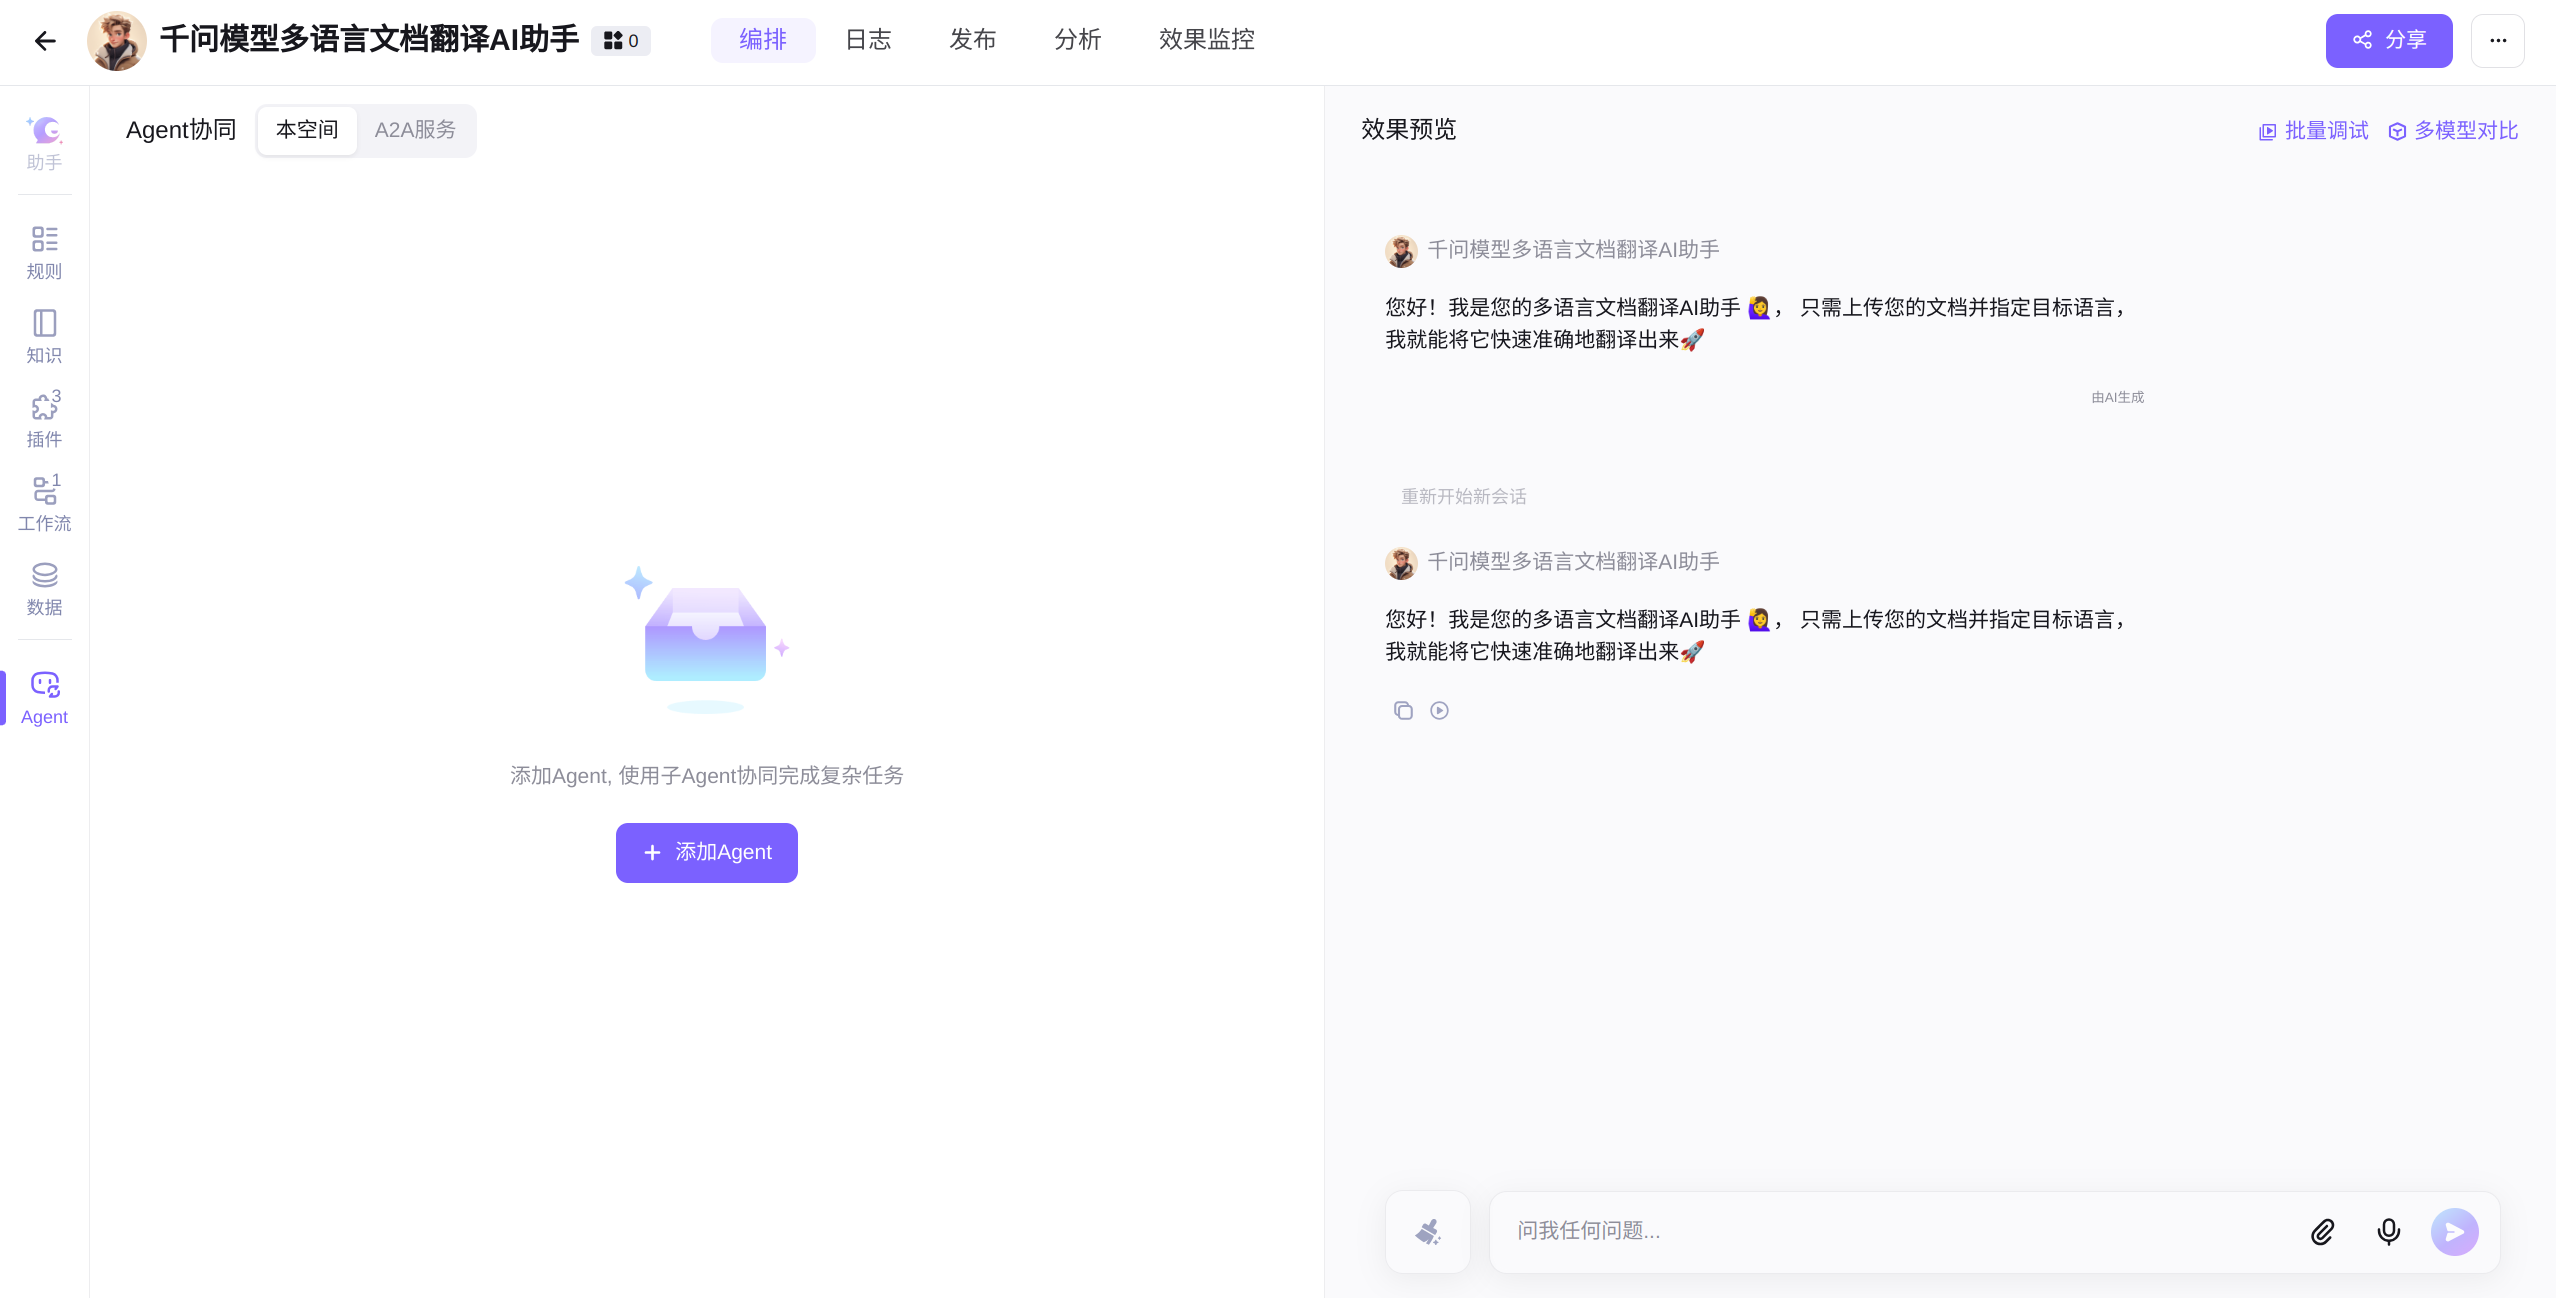 千问模型多语言文档翻译AI助手 0 编排 日志 发布 分析 效果监控 分享
助手
规则
知识
3
插件
1
工作流
数据
Agent
Agent协同 本空间 A2A服务
添加Agent, 使用子Agent协同完成复杂任务
添加Agent
效果预览 批量调试 多模型对比
千问模型多语言文档翻译AI助手
您好！我是您的多语言文档翻译AI助手 🙋‍♀️， 只需上传您的文档并指定目标语言，
我就能将它快速准确地翻译出来🚀
由AI生成
重新开始新会话
千问模型多语言文档翻译AI助手
您好！我是您的多语言文档翻译AI助手 🙋‍♀️， 只需上传您的文档并指定目标语言，
我就能将它快速准确地翻译出来🚀
问我任何问题...